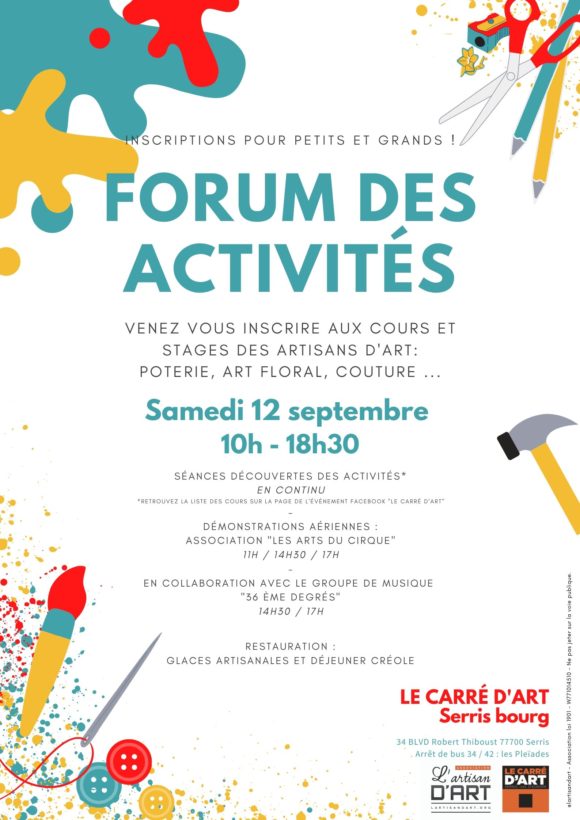 INSCRIPTIONS POUR PETITS ET GRANDS !
FORUM DES
ACTIVITÉS
VENEZ VOUS INSCRIRE AUX COURS ET
STAGES DES ARTISANS D'ART:
POTERIE, ART FLORAL, COUTURE ...
Samedi 12 septembre
10h - 18h30
SÉANCES DÉCOUVERTES DES ACTIVITÉS*
EN CONTINU
*RETROUVEZ LA LISTE DES COURS SUR LA PAGE DE L'ÉVÈNEMENT FACEBOOK "LE CARRÉ D'ART"
-
DÉMONSTRATIONS AÉRIENNES :
ASSOCIATION "LES ARTS DU CIRQUE"
11H / 14H30 / 17H
-
EN COLLABORATION AVEC LE GROUPE DE MUSIQUE
"36 ÈME DEGRÉS"
14H30 / 17H
RESTAURATION :
GLACES ARTISANALES ET DÉJEUNER CRÉOLE
LE CARRÉ D'ART
Serris bourg
34 BLVD Robert Thiboust 77700 Serris
Arrêt de bus 34 / 42 : les Pleiades
ASSOCIATION
L'artisan
D'ART
LARTISANDART.ORG
LE CARRÉ
D'ART
elartisandart - Association loi 1901 - W771014510 - Ne pas jeter sur la voie publique.